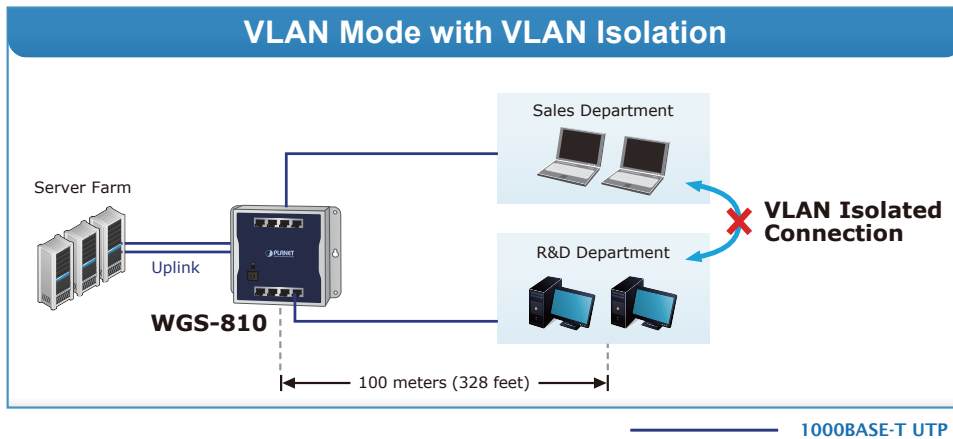 VLAN Mode with VLAN Isolation
Sales Department
Server Farm
VLAN Isolated
Connection
PLANET
R&D Department
Uplink
WGS-810
100 meters (328 feet)
1000BASE-T UTP